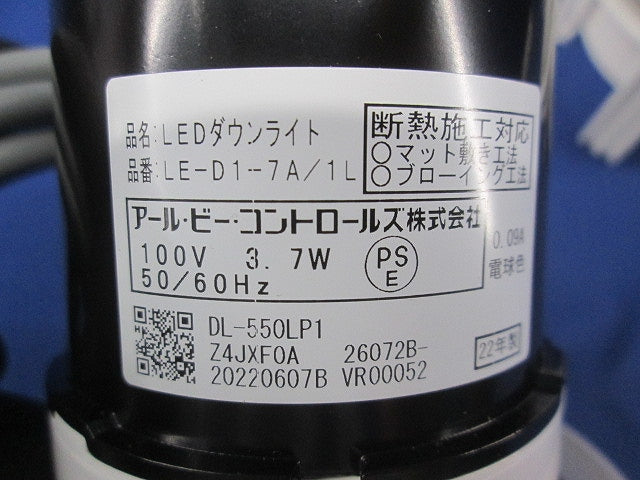 品名:LEDダウンライト
品番:LE-D1-7A/1L
断熱施工対応
○マット敷き工法
○ブローイング工法
アール・ビー・コントロールズ株式会社
100V 3.7W
50/60Hz
PS
E
0.09A
電球色
DL-550LP1
Z4JXF0A 26072B-
20220607B VR00052
22年製